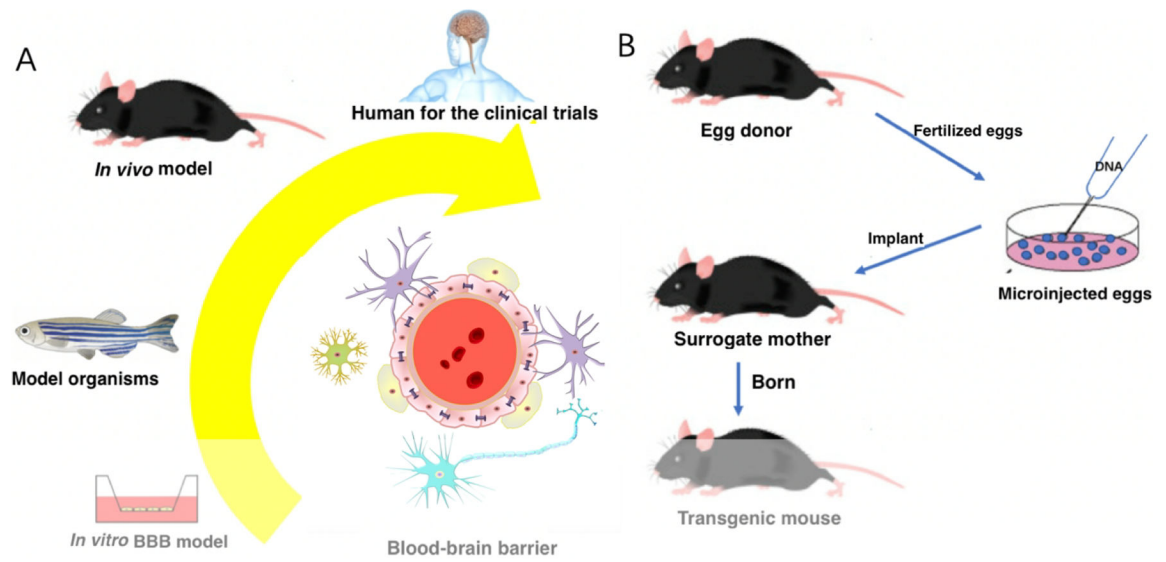 A
Human for the clinical trials
In vivo model
Model organisms
In vitro BBB model
Blood-brain barrier
B
Egg donor
Fertilized eggs
DNA
Implant
Microinjected eggs
Surrogate mother
Born
Transgenic mouse